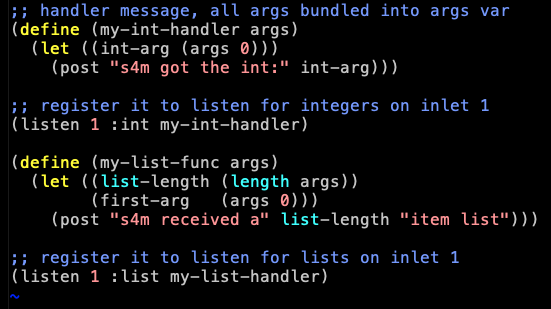 ;; handler message, all args bundled into args var
(define (my-int-handler args)
  (let ((int-arg (args 0)))
    (post "s4m got the int:" int-arg)))

;; register it to listen for integers on inlet 1
(listen 1 :int my-int-handler)

(define (my-list-func args)
  (let ((list-length (length args))
        (first-arg   (args 0)))
    (post "s4m received a" list-length "item list")))

;; register it to listen for lists on inlet 1
(listen 1 :list my-list-handler)
~